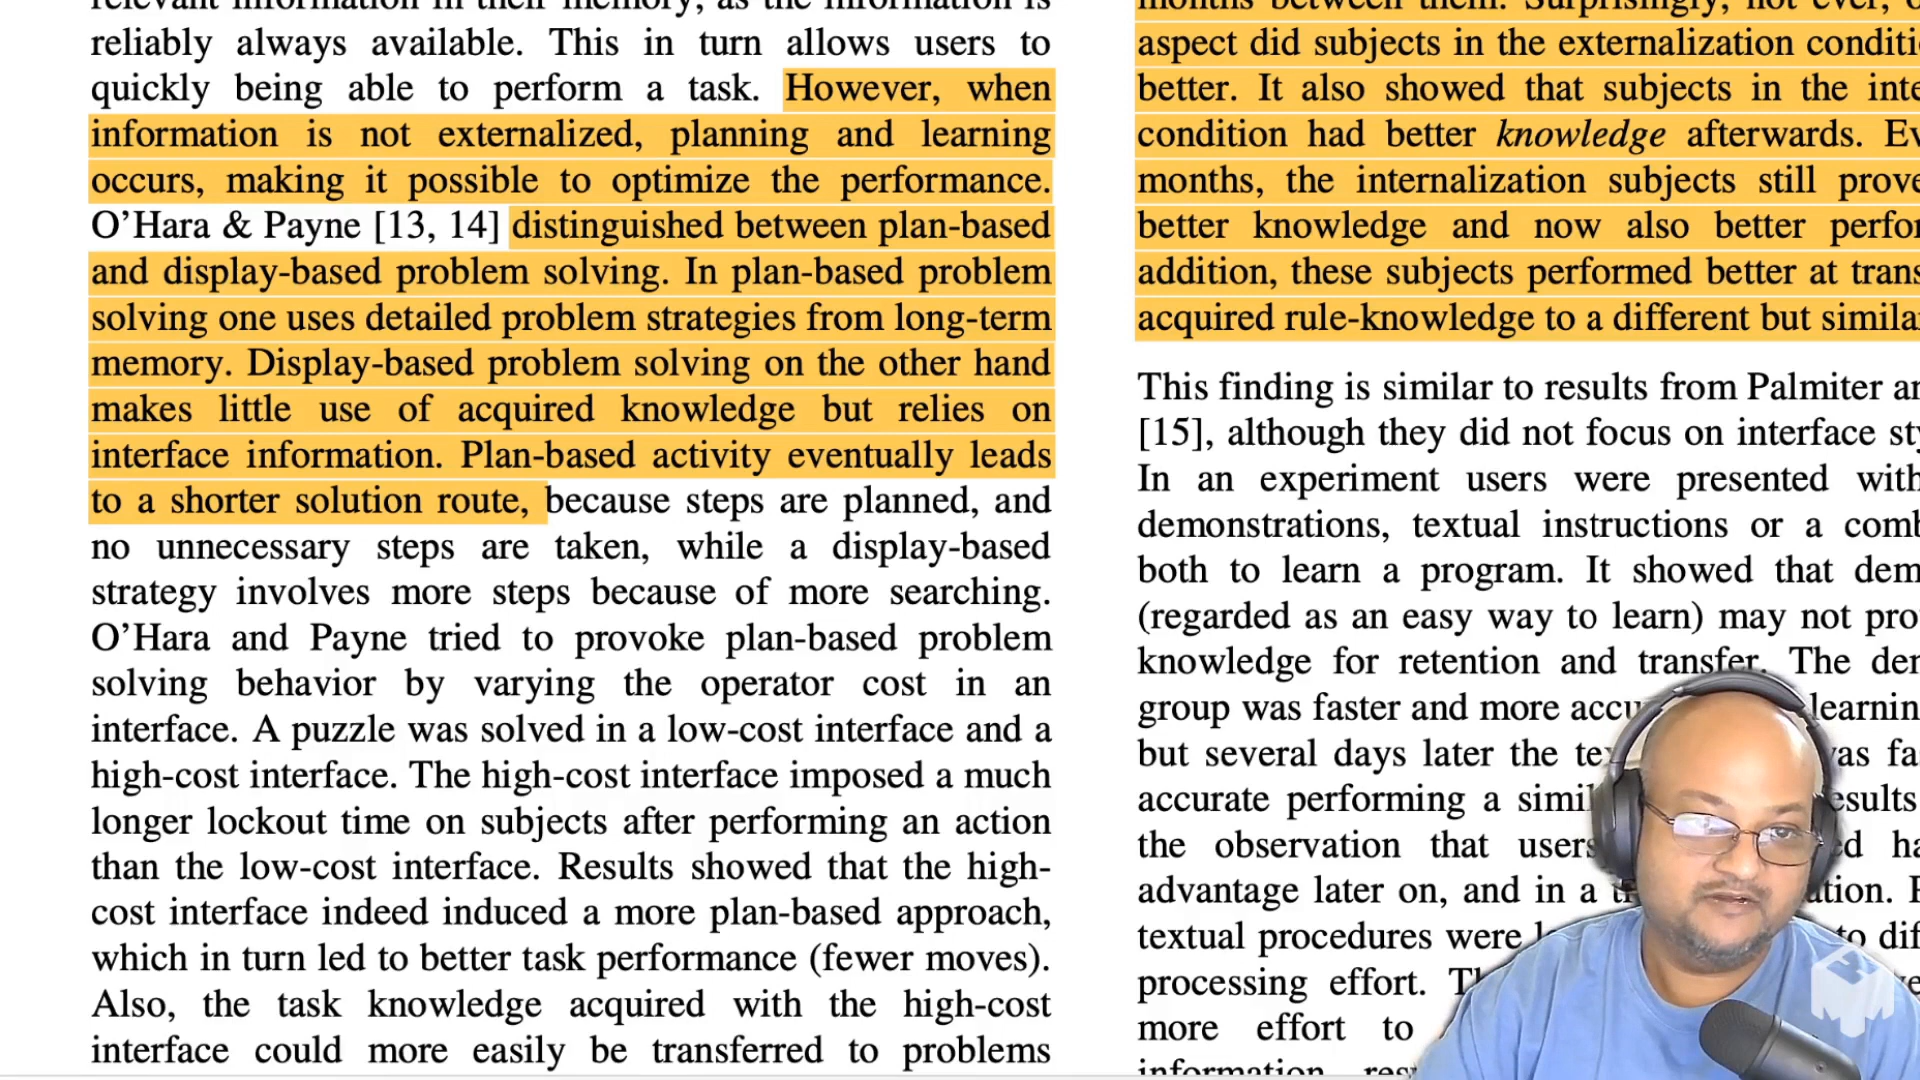 relevant information in their memory, as the information is
reliably always available. This in turn allows users to
quickly being able to perform a task. However, when
information is not externalized, planning and learning
occurs, making it possible to optimize the performance.
O'Hara & Payne [13, 14] distinguished between plan-based
and display-based problem solving. In plan-based problem
solving one uses detailed problem strategies from long-term
memory. Display-based problem solving on the other hand
makes little use of acquired knowledge but relies on
interface information. Plan-based activity eventually leads
to a shorter solution route, because steps are planned, and
no unnecessary steps are taken, while a display-based
strategy involves more steps because of more searching.
O'Hara and Payne tried to provoke plan-based problem
solving behavior by varying the operator cost in an
interface. A puzzle was solved in a low-cost interface and a
high-cost interface. The high-cost interface imposed a much
longer lockout time on subjects after performing an action
than the low-cost interface. Results showed that the high-
cost interface indeed induced a more plan-based approach,
which in turn led to better task performance (fewer moves).
Also, the task knowledge acquired with the high-cost
interface could more easily be transferred to problems
months between them. Surprisingly, not ever,
aspect did subjects in the externalization
better. It also showed that subjects in the
condition had better knowledge afterwards.
months, the internalization subjects still
better knowledge and now also better
addition, these subjects performed better at
acquired rule-knowledge to a different but
This finding is similar to results from Palmiter
[15], although they did not focus on interface
In an experiment users were presented with
demonstrations, textual instructions or a
both to learn a program. It showed that
(regarded as an easy way to learn) may not
knowledge for retention and transfer. The
group was faster and more
but several days later the
accurate performing a
the observation that users
advantage later on, and in a
textual procedures were
processing effort.
more effort to
information